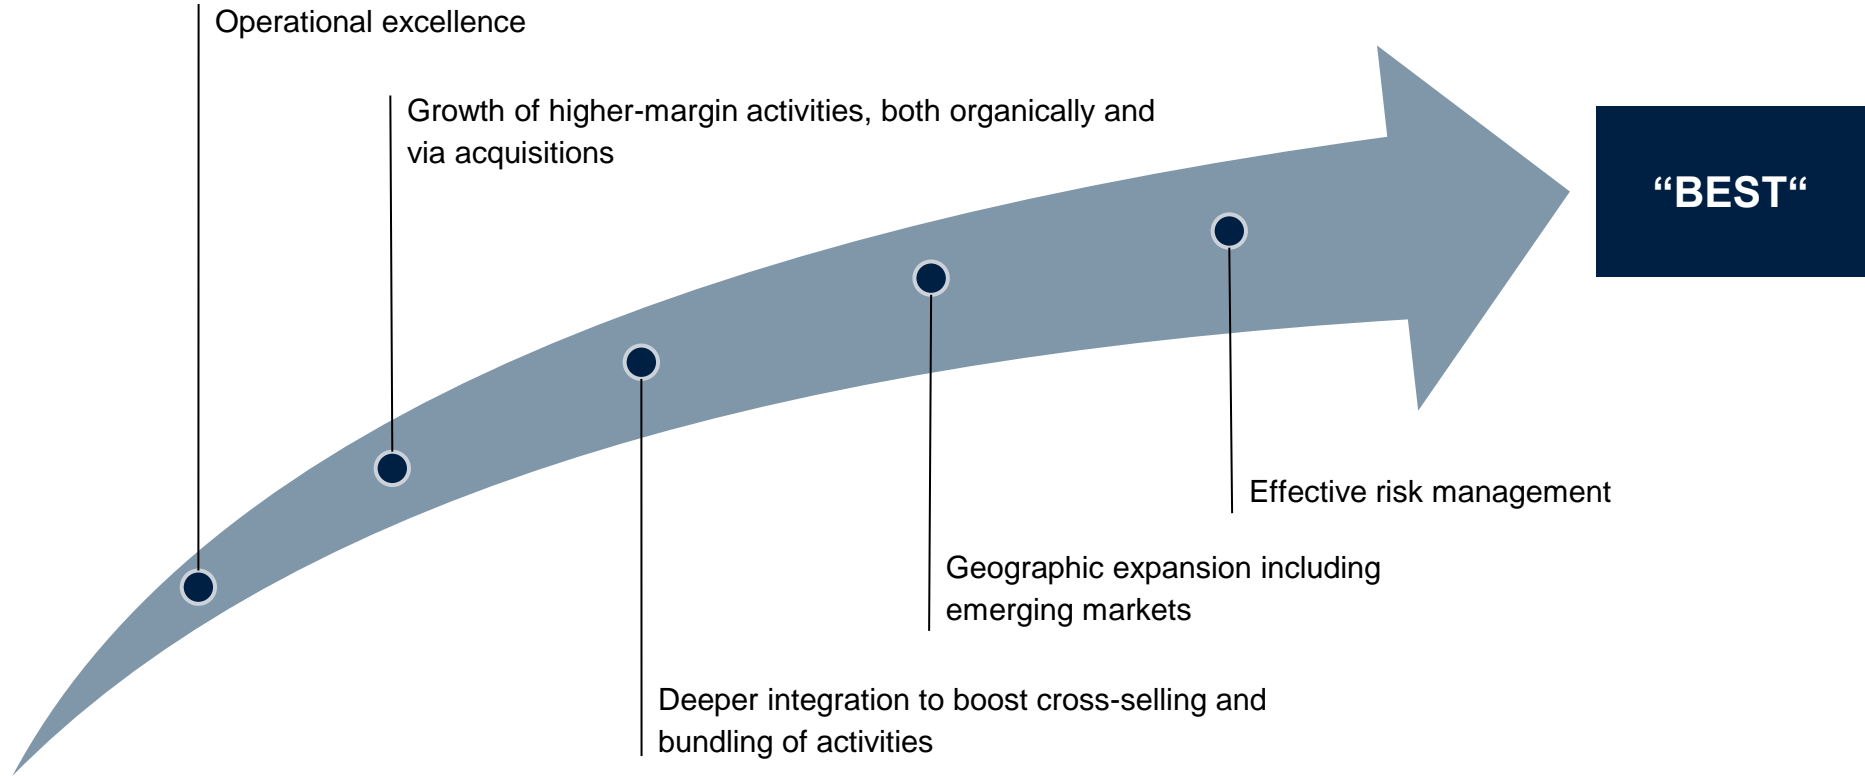 Operational excellence
Growth of higher-margin activities, both organically and
via acquisitions
“BEST“
Effective risk management
Geographic expansion including
emerging markets
Deeper integration to boost cross-selling and
bundling of activities